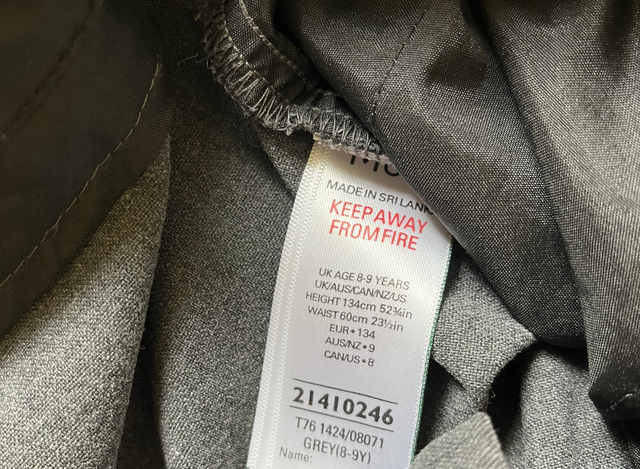 MADE IN SRI LANK
KEEP AWAY
FROM FIRE
UK AGE 8-9 YEARS
UK/AUS/CAN/NZ/US
HEIGHT 134cm 52¾in
WAIST 60cm 23½in
EUR • 134
AUS/NZ • 9
CAN/US • 8
21410246
T76 1424/08071
GREY(8-9Y)
Name: